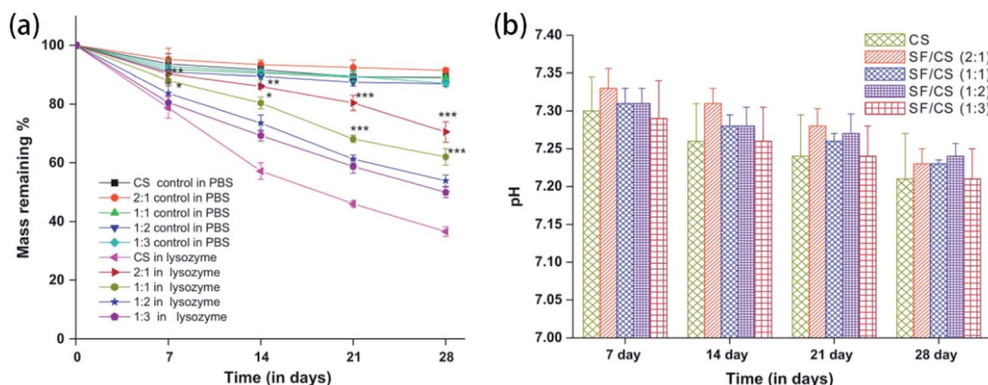 (a)
Mass remaining %
100
80
60
40
20
0
**
*
**
*
***
***
***
***
CS control in PBS
2:1 control in PBS
1:1 control in PBS
1:2 control in PBS
1:3 control in PBS
CS in lysozyme
2:1 in lysozyme
1:1 in lysozyme
1:2 in lysozyme
1:3 in lysozyme
0 7 14 21 28
Time (in days)
(b)
pH
7.40
7.35
7.30
7.25
7.20
7.15
7.10
7.05
7.00
CS
SF/CS (2:1)
SF/CS (1:1)
SF/CS (1:2)
SF/CS (1:3)
7 day 14 day 21 day 28 day
Time (in days)